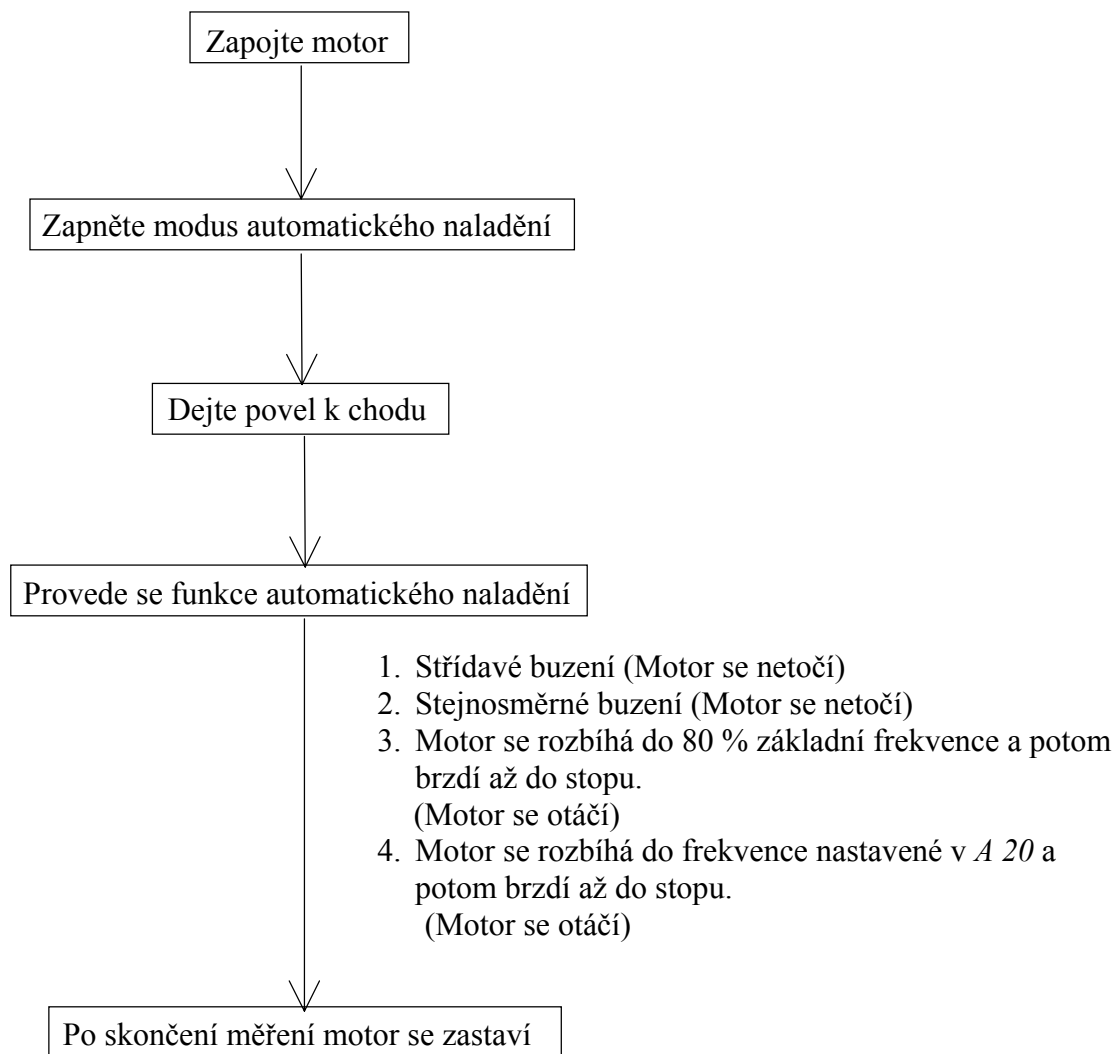 Zapojte motor
Zapněte modus automatického naladění
Dejte povel k chodu
Provede se funkce automatického naladění
1. Střídavé buzení (Motor se netočí)
2. Stejnosměrné buzení (Motor se netočí)
3. Motor se rozbíhá do 80 % základní frekvence a potom
brzdí až do stopu.
(Motor se otáčí)
4. Motor se rozbíhá do frekvence nastavené v A 20 a
potom brzdí až do stopu.
(Motor se otáčí)
Po skončení měření motor se zastaví